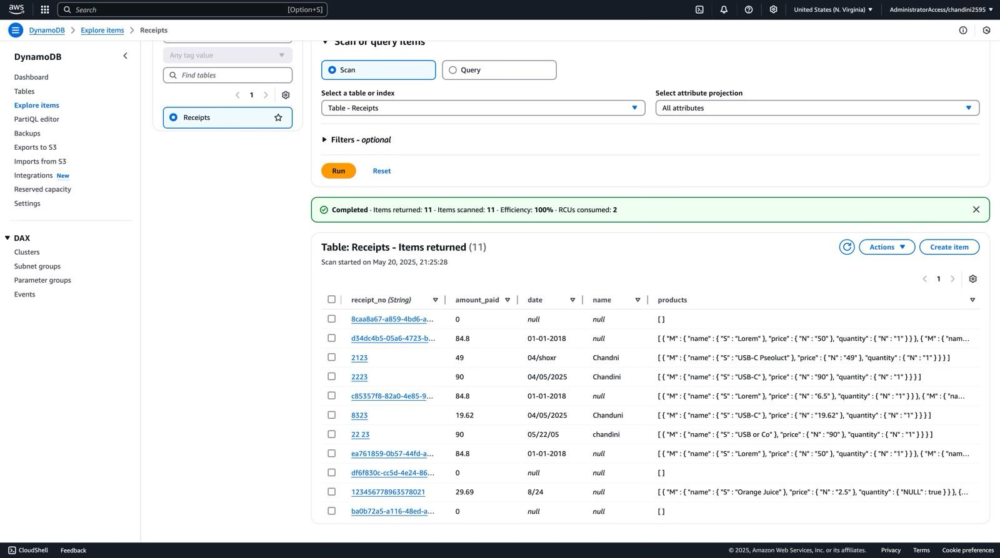 aws
Search [Option+S]
United States (N. Virginia)
AdministratorAccess/chandini2595
DynamoDB
Explore items
Receipts
DynamoDB
Dashboard
Tables
Explore items
PartiQL editor
Backups
Exports to S3
Imports from S3
Integrations New
Reserved capacity
Settings
DAX
Clusters
Subnet groups
Parameter groups
Events
Any tag value
Find tables
1
Receipts
Scan or query items
Scan
Query
Select a table or index
Select attribute projection
Table - Receipts
All attributes
Filters - optional
Run
Reset
Completed · Items returned: 11 · Items scanned: 11 · Efficiency: 100% · RCUs consumed: 2
Table: Receipts - Items returned (11)
Actions
Create item
Scan started on May 20, 2025, 21:25:28
1
receipt_no (String) amount_paid date name products
8caa8a67-a859-4bd6-a... 0 null null [ ]
d34dc4b5-05a6-4723-b... 84.8 01-01-2018 null [ { "M" : { "name" : { "S" : "Lorem" }, "price" : { "N" : "50" }, "quantity" : { "N" : "1" } } }, { "M" : { "nam...
2123 49 04/shoxr Chandni [ { "M" : { "name" : { "S" : "USB-C Pseoluct" }, "price" : { "N" : "49" }, "quantity" : { "N" : "1" } } } ]
2223 90 04/05/2025 Chandini [ { "M" : { "name" : { "S" : "USB-C" }, "price" : { "N" : "90" }, "quantity" : { "N" : "1" } } } ]
c85357f8-82a0-4e85-9... 84.8 01-01-2018 null [ { "M" : { "name" : { "S" : "Lorem" }, "price" : { "N" : "6.5" }, "quantity" : { "N" : "1" } } }, { "M" : { "na...
8323 19.62 04/05/2025 Chanduni [ { "M" : { "name" : { "S" : "USB-C" }, "price" : { "N" : "19.62" }, "quantity" : { "N" : "1" } } } ]
22 23 90 05/22/05 chandini [ { "M" : { "name" : { "S" : "USB or Co" }, "price" : { "N" : "90" }, "quantity" : { "N" : "1" } } } ]
ea761859-0b57-44fd-a... 84.8 01-01-2018 null [ { "M" : { "name" : { "S" : "Lorem" }, "price" : { "N" : "50" }, "quantity" : { "N" : "1" } } }, { "M" : { "nam...
df6f830c-cc5d-4e24-86... 0 null null [ ]
123456778963578021 29.69 8/24 null [ { "M" : { "name" : { "S" : "Orange Juice" }, "price" : { "N" : "2.5" }, "quantity" : { "NULL" : true } } }, {...
ba0b72a5-a116-48ed-a... 0 null null [ ]
CloudShell Feedback © 2025, Amazon Web Services, Inc. or its affiliates. Privacy Terms Cookie preferences